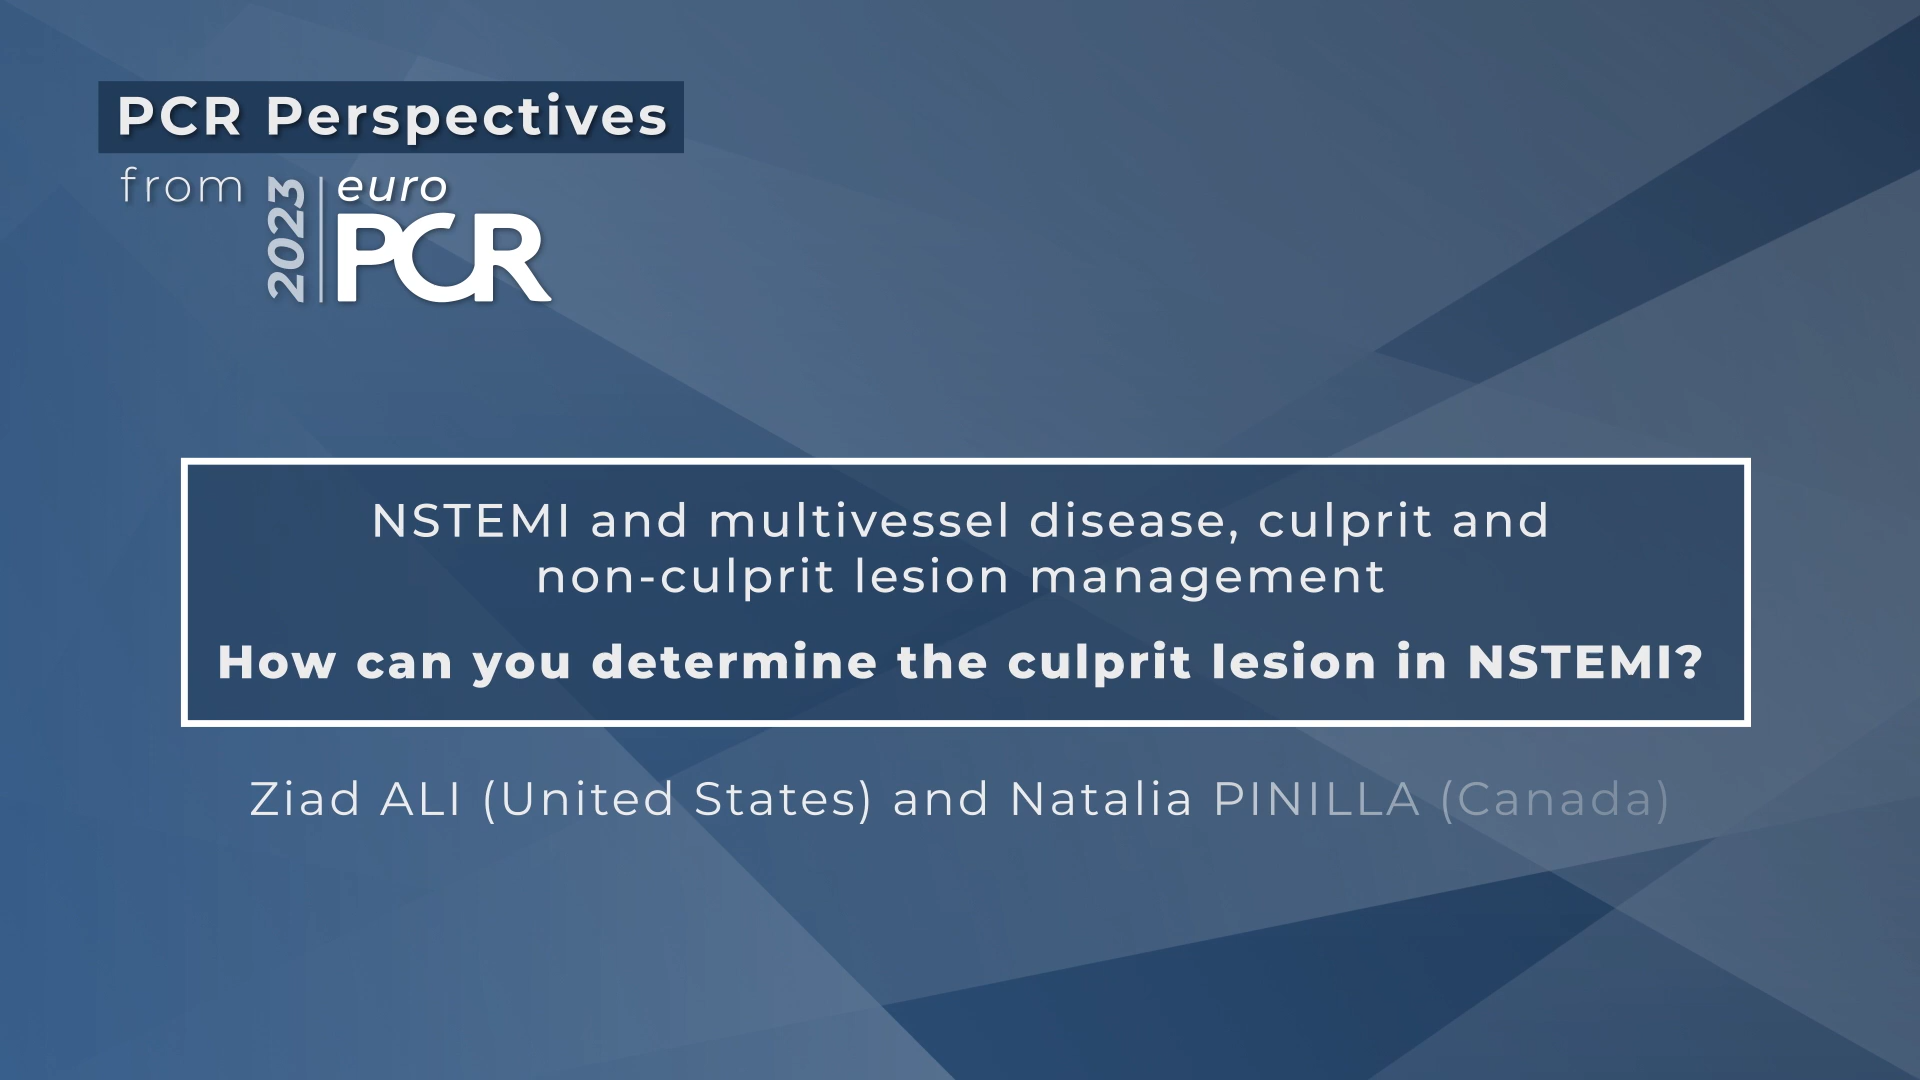 PCR Perspectives
from 2023 euro
PCR
NSTEMI and multivessel disease, culprit and
non-culprit lesion management
How can you determine the culprit lesion in NSTEMI?
Ziad ALI (United States) and Natalia PINILLA (Canada)